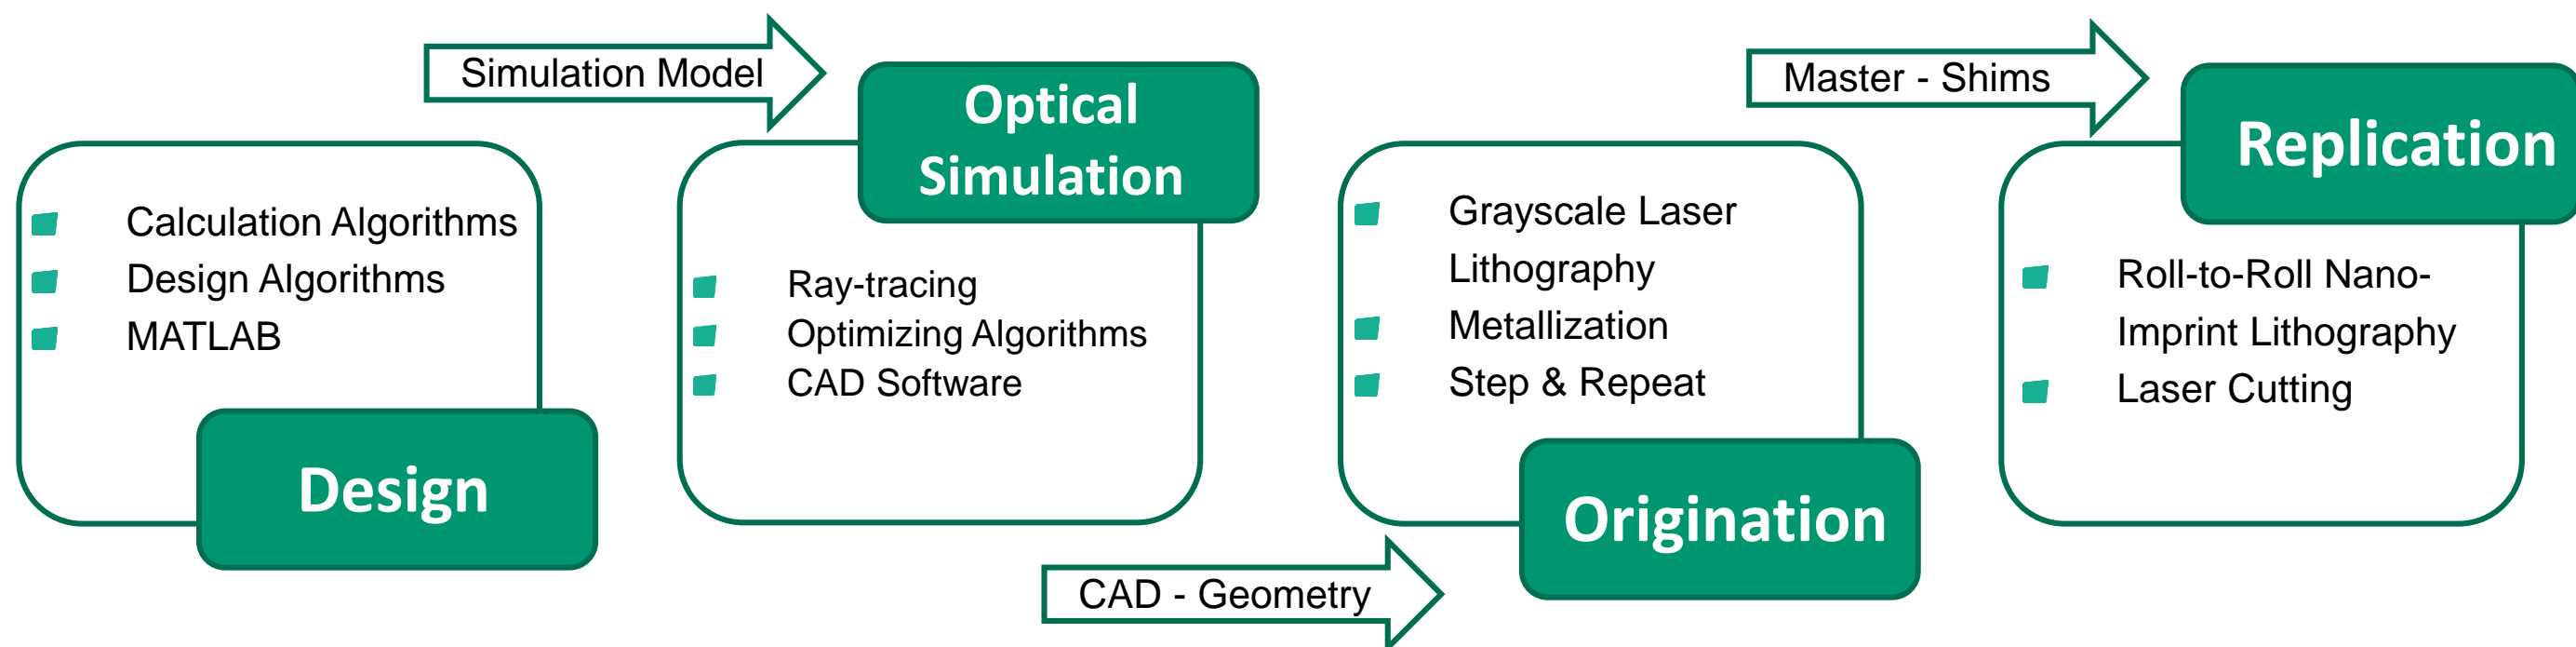 Calculation Algorithms
Design Algorithms
MATLAB
Design
Simulation Model
Optical
Simulation
Ray-tracing
Optimizing Algorithms
CAD Software
CAD - Geometry
Grayscale Laser
Lithography
Metallization
Step & Repeat
Origination
Master - Shims
Replication
Roll-to-Roll Nano-
Imprint Lithography
Laser Cutting